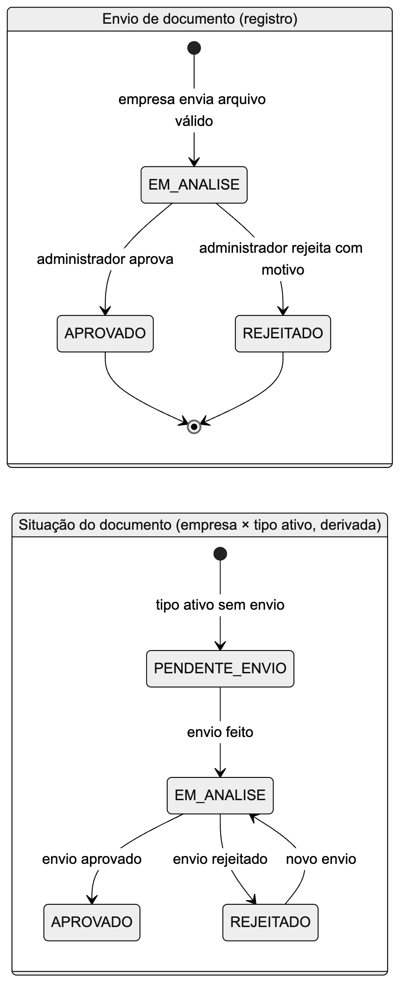 Envio de documento (registro)
empresa envia arquivo
válido
EM_ANALISE
administrador aprova
administrador rejeita com
motivo
APROVADO
REJEITADO
Situação do documento (empresa × tipo ativo, derivada)
tipo ativo sem envio
PENDENTE_ENVIO
envio feito
EM_ANALISE
envio aprovado
envio rejeitado
novo envio
APROVADO
REJEITADO